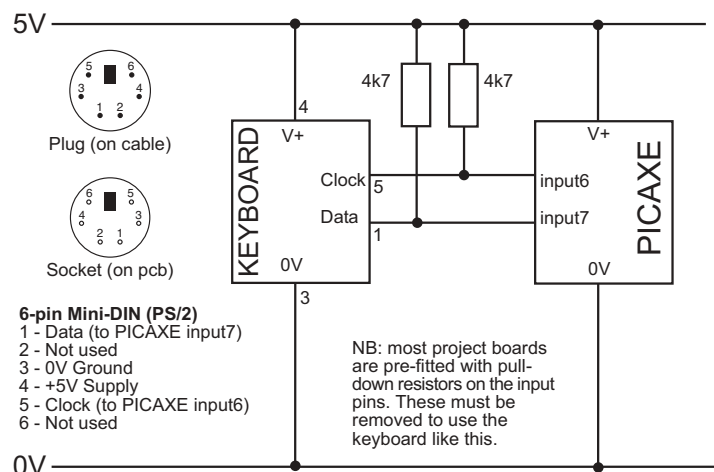 5V
5 6
3 4
1 2
Plug (on cable)
6 5
4 3
2 1
Socket (on pcb)
6-pin Mini-DIN (PS/2)
1 - Data (to PICAXE input7)
2 - Not used
3 - 0V Ground
4 - +5V Supply
5 - Clock (to PICAXE input6)
6 - Not used
4
KEYBOARD
V+
Clock
5
Data
1
0V
3
4k7
4k7
V+
input6
input7
PICAXE
0V
NB: most project boards
are pre-fitted with pull-
down resistors on the input
pins. These must be
removed to use the
keyboard like this.
0V